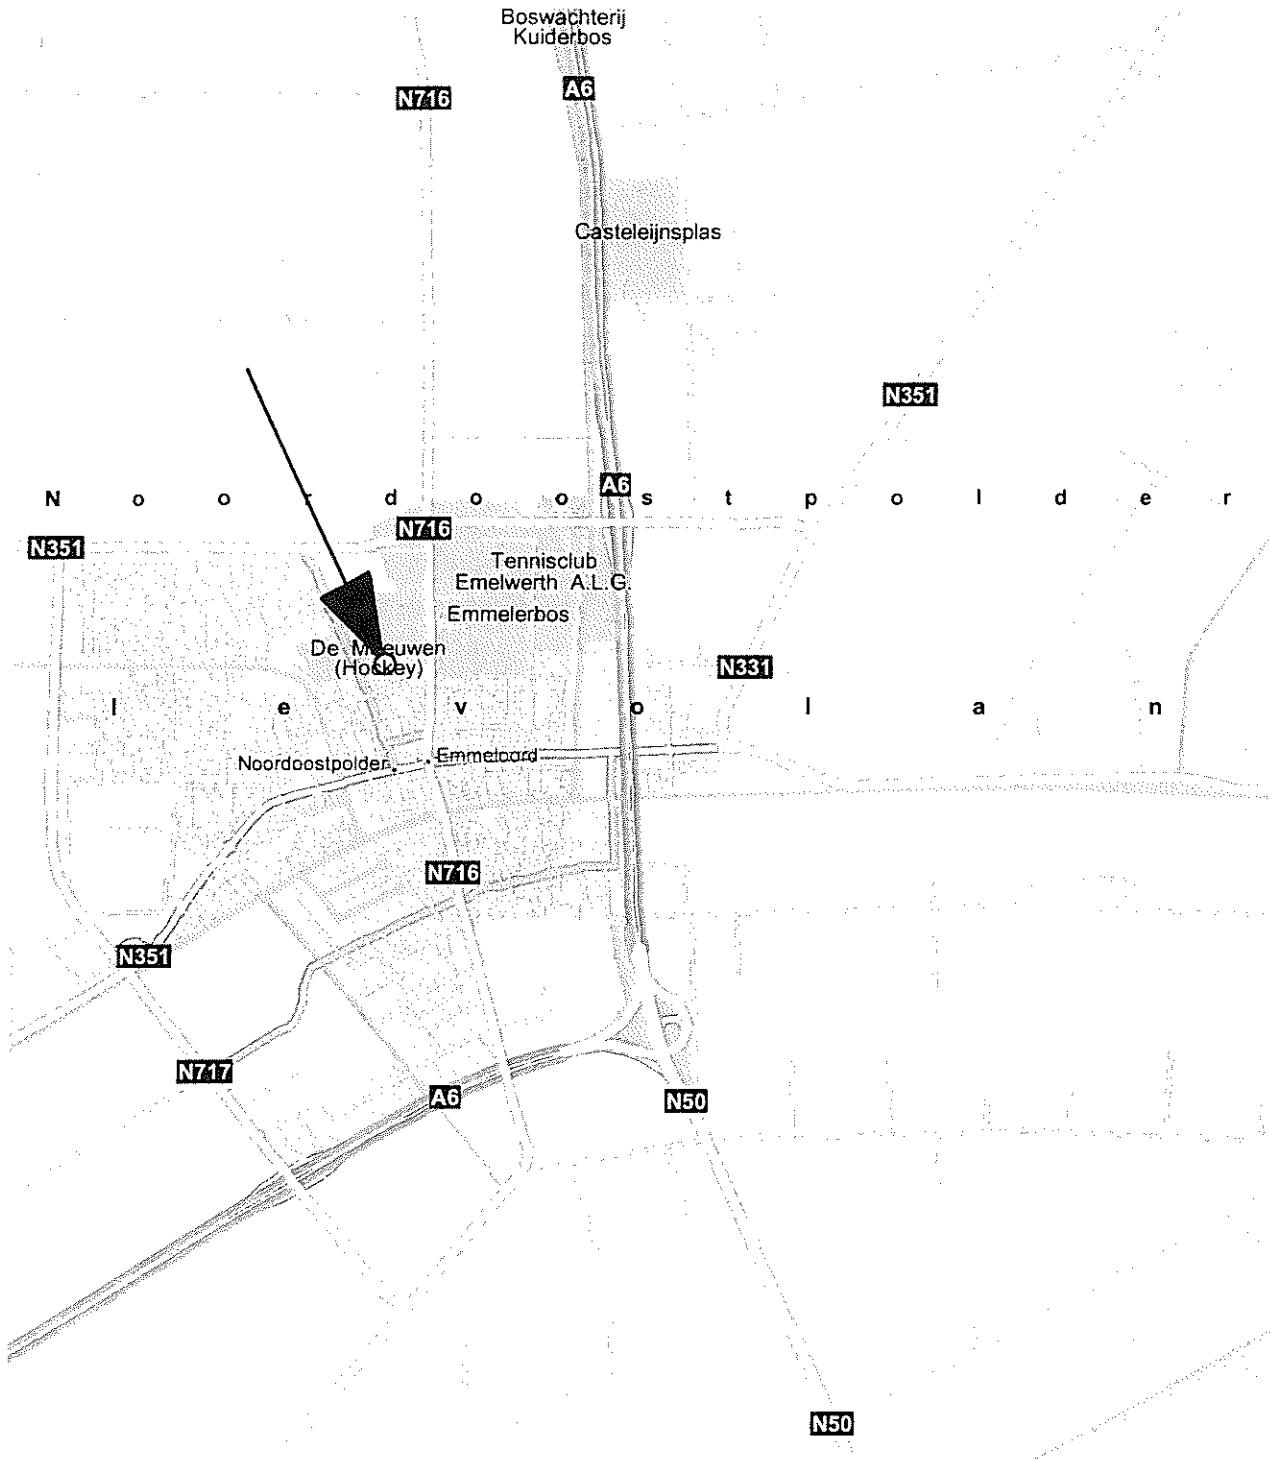 Boswachterij
Kuiderbos
N716
A6
Casteleijnsplas
N351
A6
N o o r d o o s t p o l d e r
N716
N351
Tennisclub
Emelwerth A.L.G.
Emmelerbos
De Meeuwen
(Hockey)
N331
l e v o l a n
Noordoostpolder
Emmeloord
N716
N351
N717
A6
N50
N50